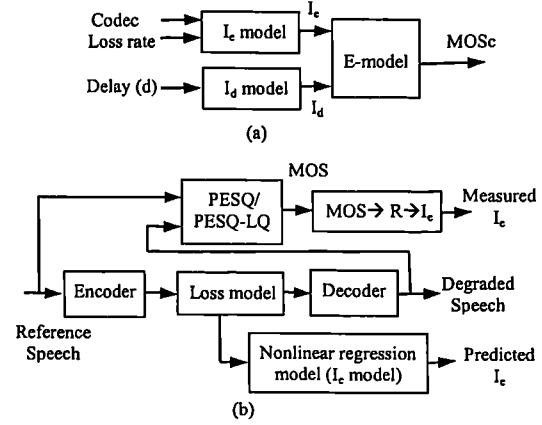 Codec
Loss rate
Ie model
Ie
E-model
MOSc
Delay (d)
Id model
Id
(a)
MOS
PESQ/
PESQ-LQ
MOS→ R→Ie
Measured
Ie
Encoder
Loss model
Decoder
Degraded
Speech
Reference
Speech
Nonlinear regression
model (Ie model)
Predicted
Ie
(b)